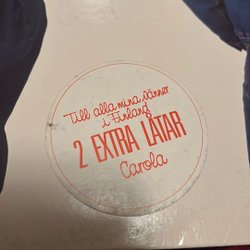 Till alla mina vänner
i Finland
2 EXTRA LÅTAR
Carola